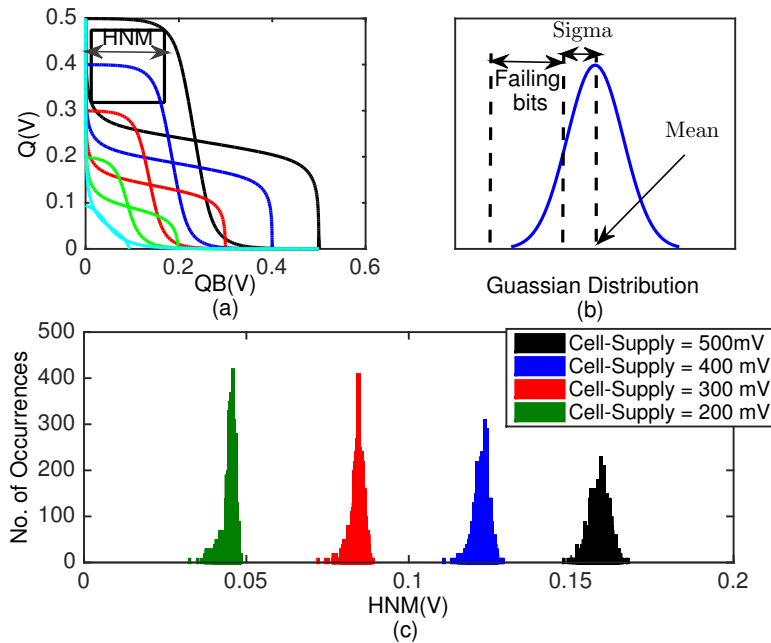 0.5
0.4
0.3
0.2
0.1
0
Q(V)
HNM
0
0.2
0.4
0.6
QB(V)
(a)
Sigma
Failing
bits
Mean
Guassian Distribution
(b)
500
400
300
200
100
0
No. of Occurrences
Cell-Supply = 500mV
Cell-Supply = 400 mV
Cell-Supply = 300 mV
Cell-Supply = 200 mV
0
0.05
0.1
0.15
0.2
HNM(V)
(c)